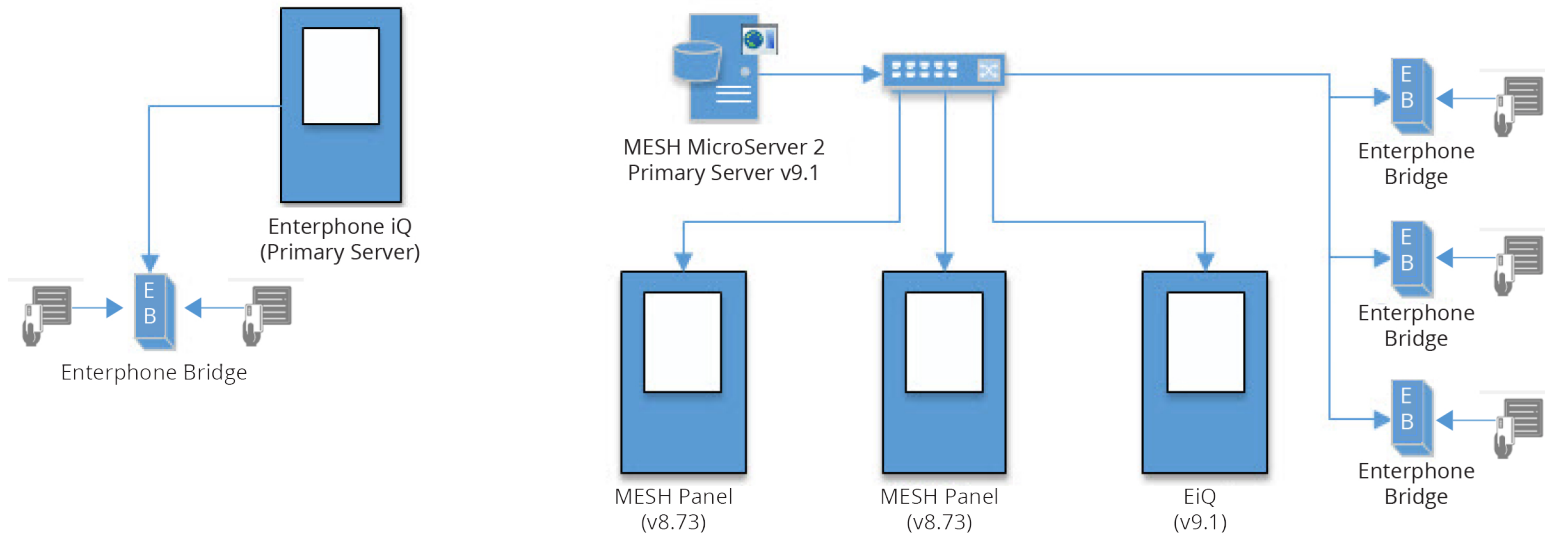 Enterphone iQ
(Primary Server)
E
B
Enterphone Bridge
MESH MicroServer 2
Primary Server v9.1
MESH Panel
(v8.73)
MESH Panel
(v8.73)
EiQ
(v9.1)
E
B
Enterphone
Bridge
E
B
Enterphone
Bridge
E
B
Enterphone
Bridge